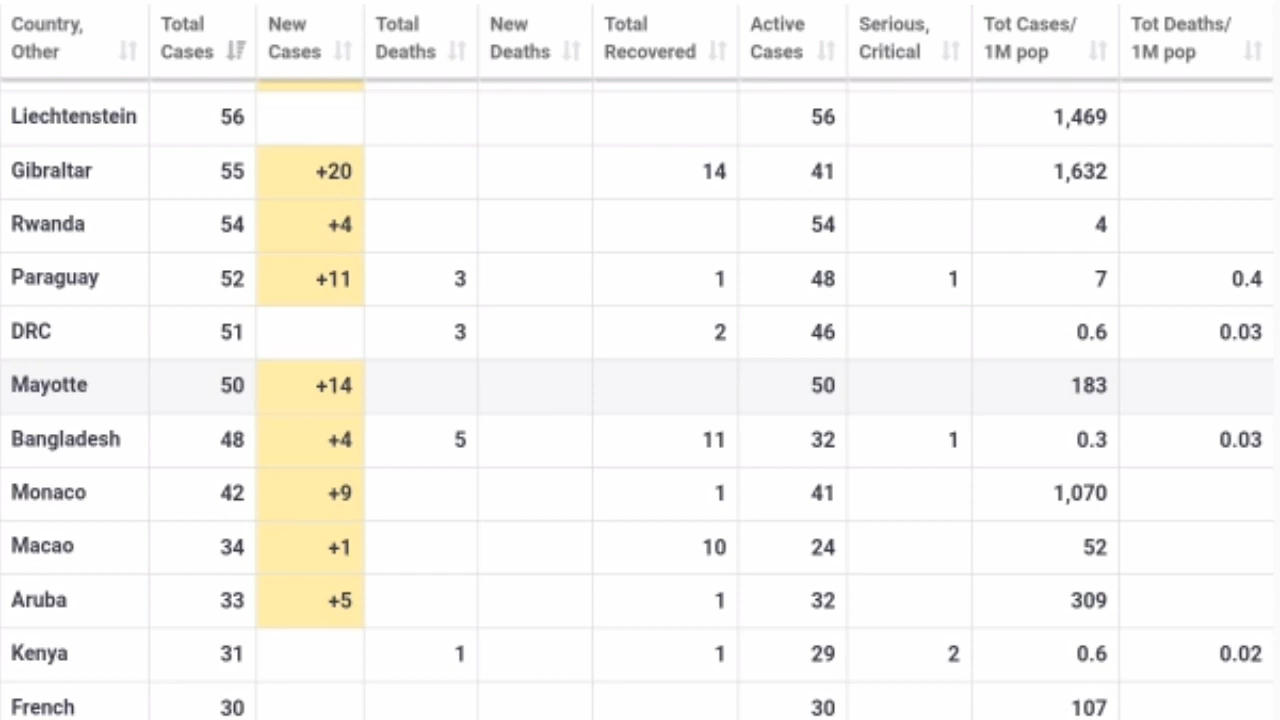 Country, Other Total Cases New Cases Total Deaths New Deaths Total Recovered Active Cases Serious, Critical Tot Cases/ 1M pop Tot Deaths/ 1M pop
Liechtenstein 56 56 1,469
Gibraltar 55 +20 14 41 1,632
Rwanda 54 +4 54 4
Paraguay 52 +11 3 1 48 1 7 0.4
DRC 51 3 2 46 0.6 0.03
Mayotte 50 +14 50 183
Bangladesh 48 +4 5 11 32 1 0.3 0.03
Monaco 42 +9 1 41 1,070
Macao 34 +1 10 24 52
Aruba 33 +5 1 32 309
Kenya 31 1 1 29 2 0.6 0.02
French 30 30 107